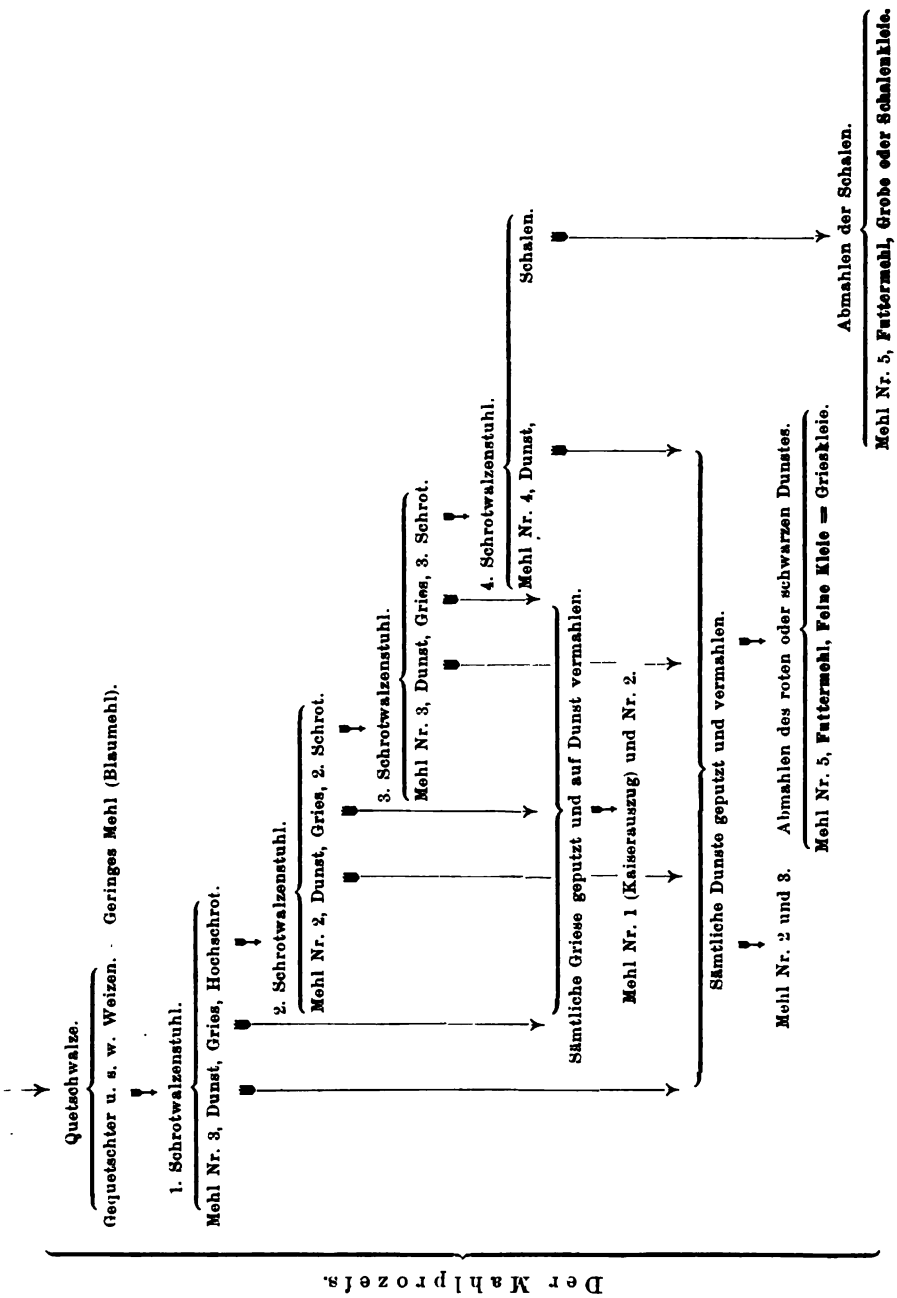 Der Mahlprozeſs.
Quetschwalze.
Gequetschter u. s. w. Weizen. Geringes Mehl (Blaumehl).
1. Schrotwalzenstuhl.
Mehl Nr. 3, Dunst, Gries, Hochschrot.
2. Schrotwalzenstuhl.
Mehl Nr. 2, Dunst, Gries, 2. Schrot.
3. Schrotwalzenstuhl.
Mehl Nr. 3, Dunst, Gries, 3. Schrot.
4. Schrotwalzenstuhl.
Mehl Nr. 4, Dunst, Schalen.
Sämtliche Griese geputzt und auf Dunst vermahlen.
Mehl Nr. 1 (Kaiserauszug) und Nr. 2.
Sämtliche Dunste geputzt und vermahlen.
Mehl Nr. 2 und 3. Abmahlen des roten oder schwarzen Dunstes.
Mehl Nr. 5, Futtermehl, Feine Kleie = Grieskleie.
Abmahlen der Schalen.
Mehl Nr. 5, Futtermehl, Grobe oder Schalenkleie.